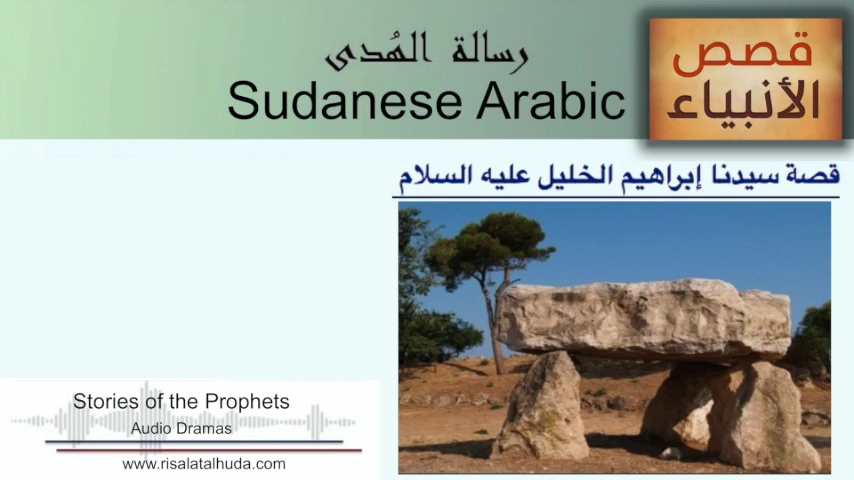 رسالة الهُدى
Sudanese Arabic
قصص
الأنبياء
قصة سيدنا إبراهيم الخليل عليه السلام
Stories of the Prophets
Audio Dramas
www.risalatalhuda.com